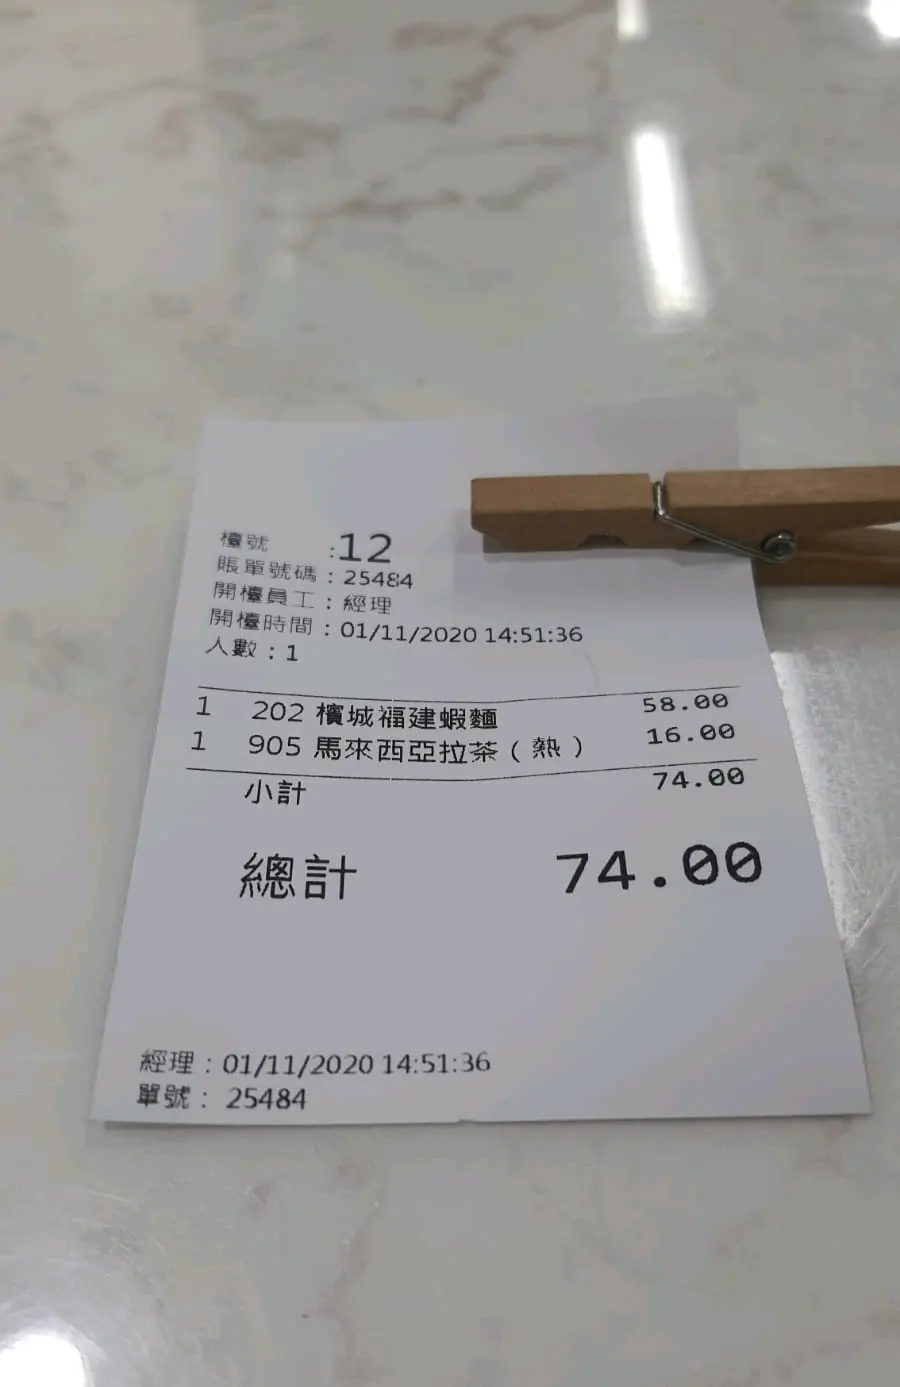 檯號 :12
賬單號碼 : 25484
開檯員工 : 經理
開檯時間 : 01/11/2020 14:51:36
人數 : 1
1 202 檳城福建蝦麵 58.00
1 905 馬來西亞拉茶 ( 熱 ) 16.00
小計 74.00
總計 74.00
經理 : 01/11/2020 14:51:36
單號 : 25484